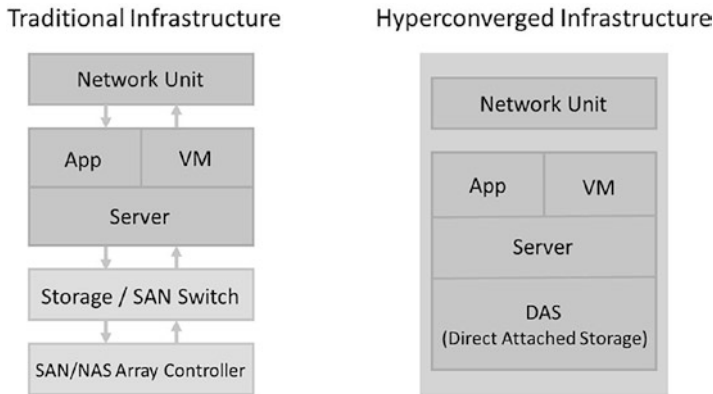 Traditional Infrastructure
Network Unit
App
VM
Server
Storage / SAN Switch
SAN/NAS Array Controller
Hyperconverged Infrastructure
Network Unit
App
VM
Server
DAS
(Direct Attached Storage)